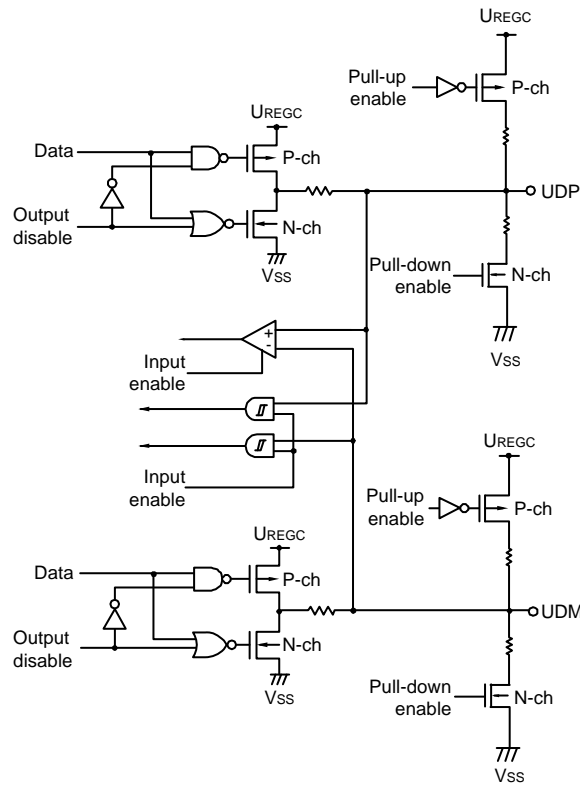 UREGC
Pull-up
enable
P-ch
UREGC
Data
P-ch
Output
disable
N-ch
VSS
UDP
Pull-down
enable
N-ch
VSS
+
-
Input
enable
Input
enable
UREGC
Pull-up
enable
P-ch
UREGC
Data
P-ch
Output
disable
N-ch
VSS
UDM
Pull-down
enable
N-ch
VSS